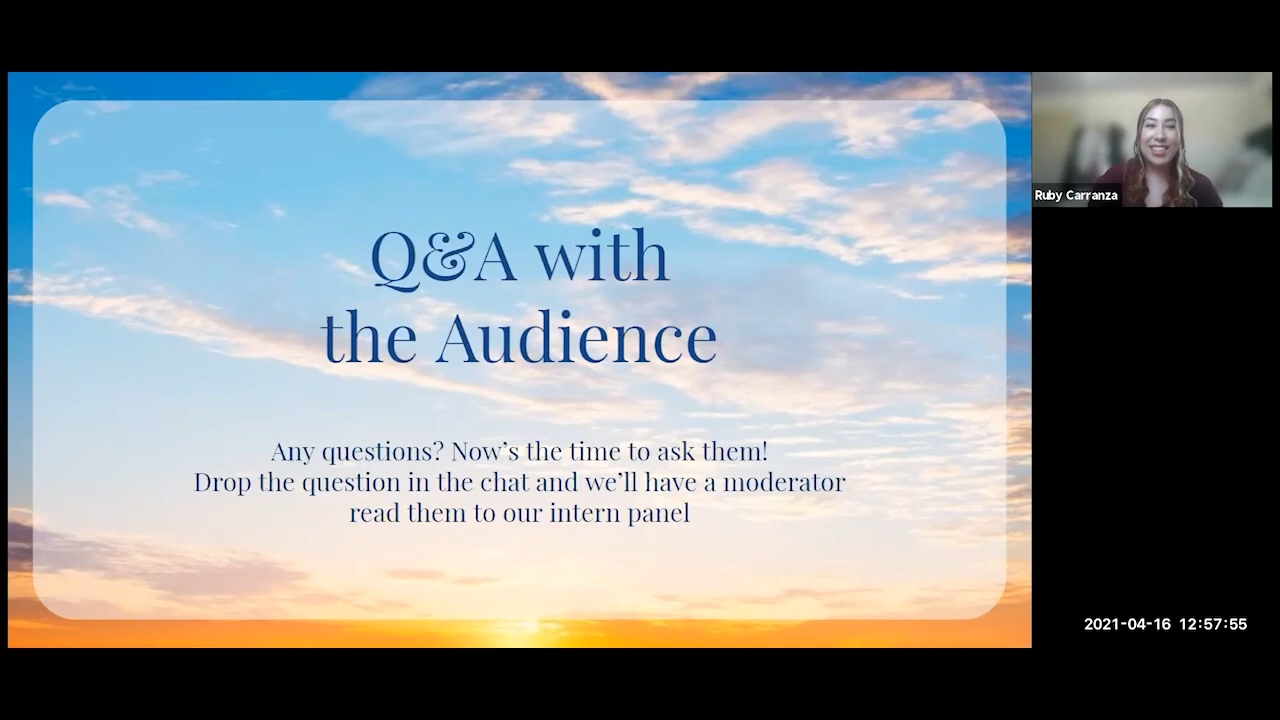 Q&A with
the Audience
Any questions? Now’s the time to ask them!
Drop the question in the chat and we’ll have a moderator
read them to our intern panel
Ruby Carranza
2021-04-16 12:57:55